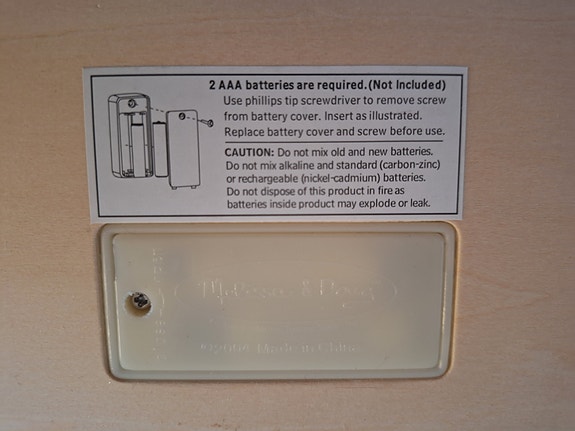 2 AAA batteries are required.(Not Included)
Use phillips tip screwdriver to remove screw
from battery cover. Insert as illustrated.
Replace battery cover and screw before use.
CAUTION: Do not mix old and new batteries.
Do not mix alkaline and standard (carbon-zinc)
or rechargeable (nickel-cadmium) batteries.
Do not dispose of this product in fire as
batteries inside product may explode or leak.
Melissa & Doug
©2004 Made in China